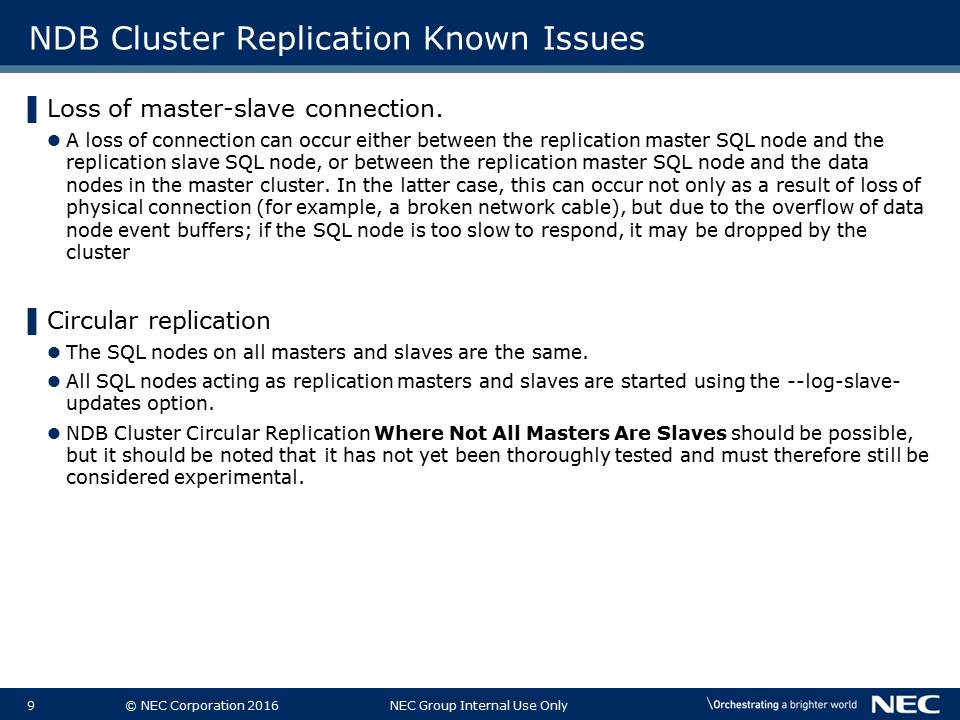 NDB Cluster Replication Known Issues
Loss of master-slave connection.
A loss of connection can occur either between the replication master SQL node and the
replication slave SQL node, or between the replication master SQL node and the data
nodes in the master cluster. In the latter case, this can occur not only as a result of loss of
physical connection (for example, a broken network cable), but due to the overflow of data
node event buffers; if the SQL node is too slow to respond, it may be dropped by the
cluster
Circular replication
The SQL nodes on all masters and slaves are the same.
All SQL nodes acting as replication masters and slaves are started using the --log-slave-
updates option.
NDB Cluster Circular Replication Where Not All Masters Are Slaves should be possible,
but it should be noted that it has not yet been thoroughly tested and must therefore still be
considered experimental.
9 © NEC Corporation 2016 NEC Group Internal Use Only \Orchestrating a brighter world NEC